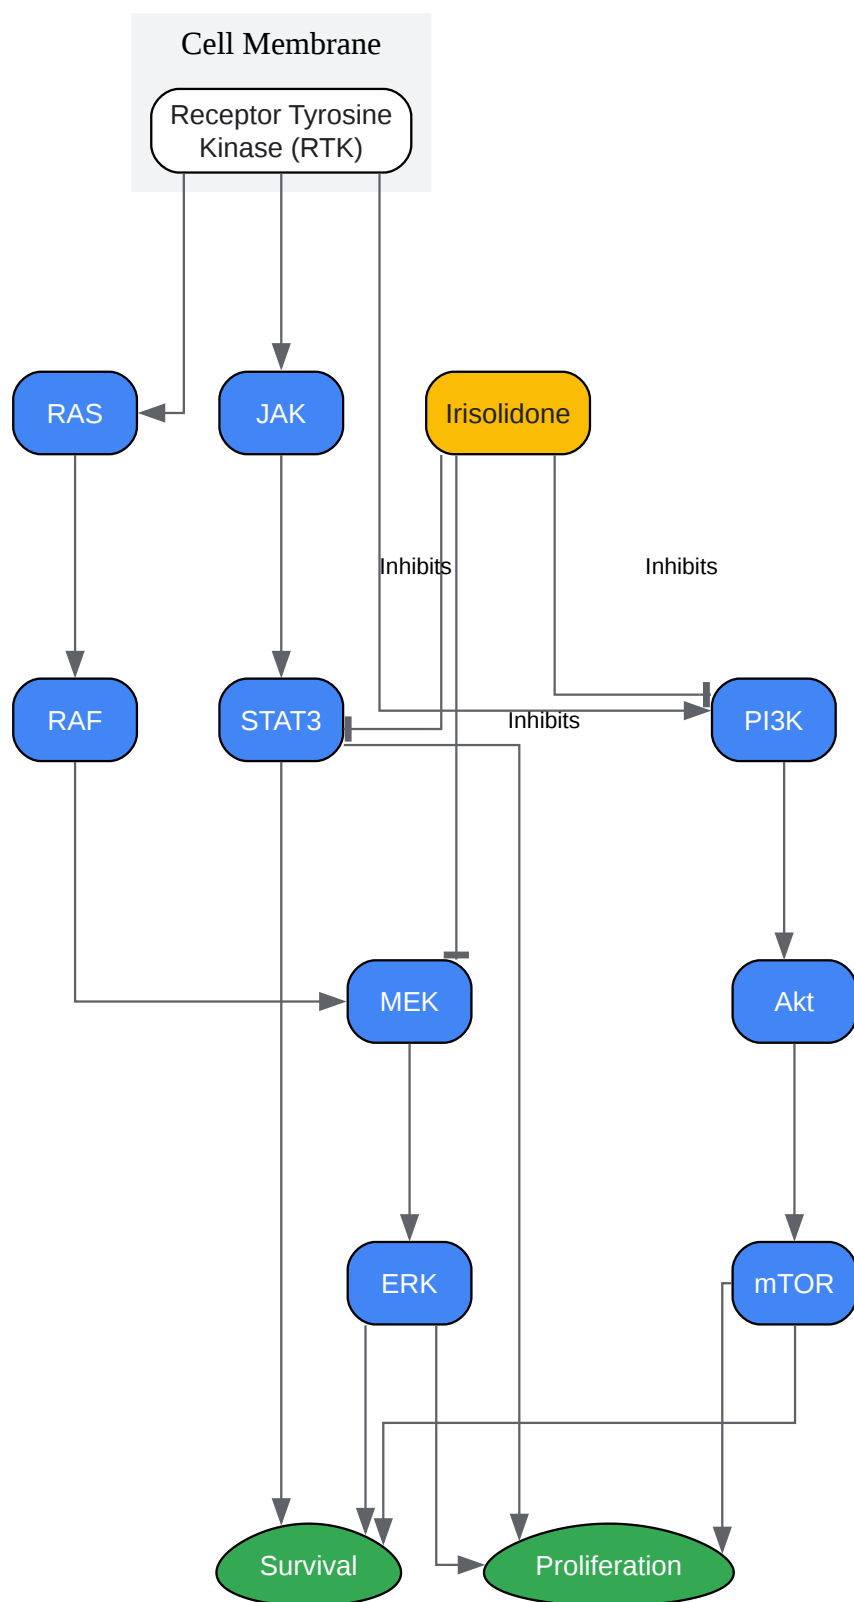 Cell Membrane
Receptor Tyrosine
Kinase (RTK)
RAS
JAK
Irisolidone
Inhibits
Inhibits
RAF
STAT3
Inhibits
PI3K
MEK
Akt
ERK
mTOR
Survival
Proliferation